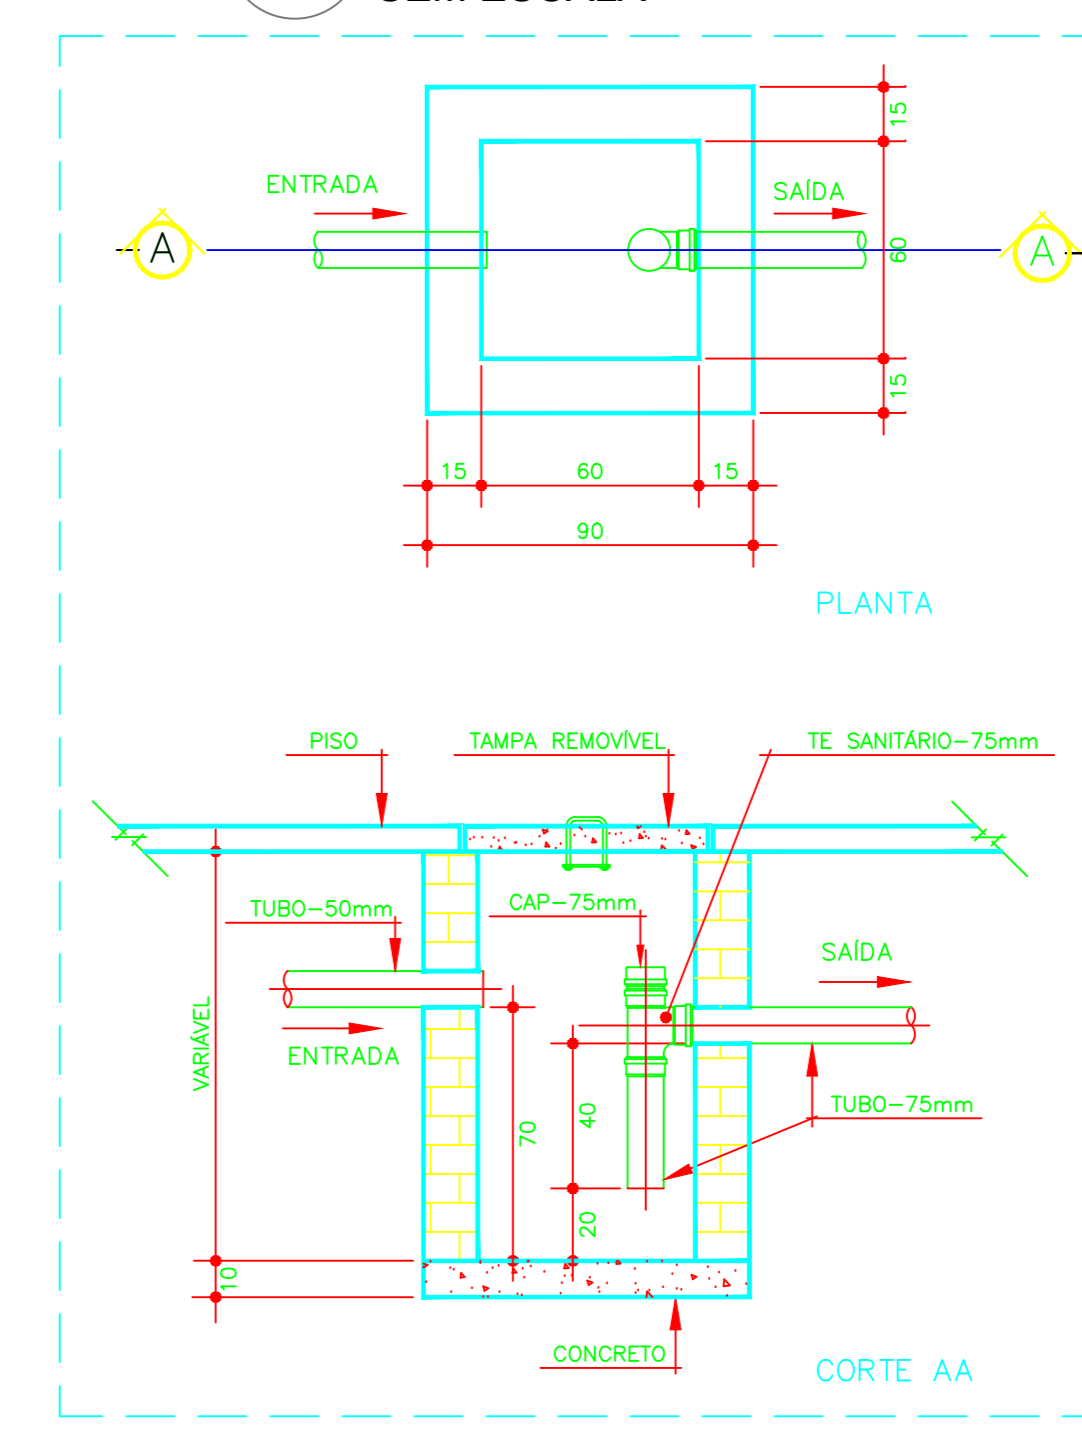 15
ENTRADA
SAÍDA
A
A
60
15
15 60 15
90
PLANTA
PISO
TAMPA REMOVÍVEL
TE SANITÁRIO-75mm
TUBO-50mm
CAP-75mm
SAÍDA
VARIÁVEL
ENTRADA
70
40
TUBO-75mm
20
10
CONCRETO
CORTE AA